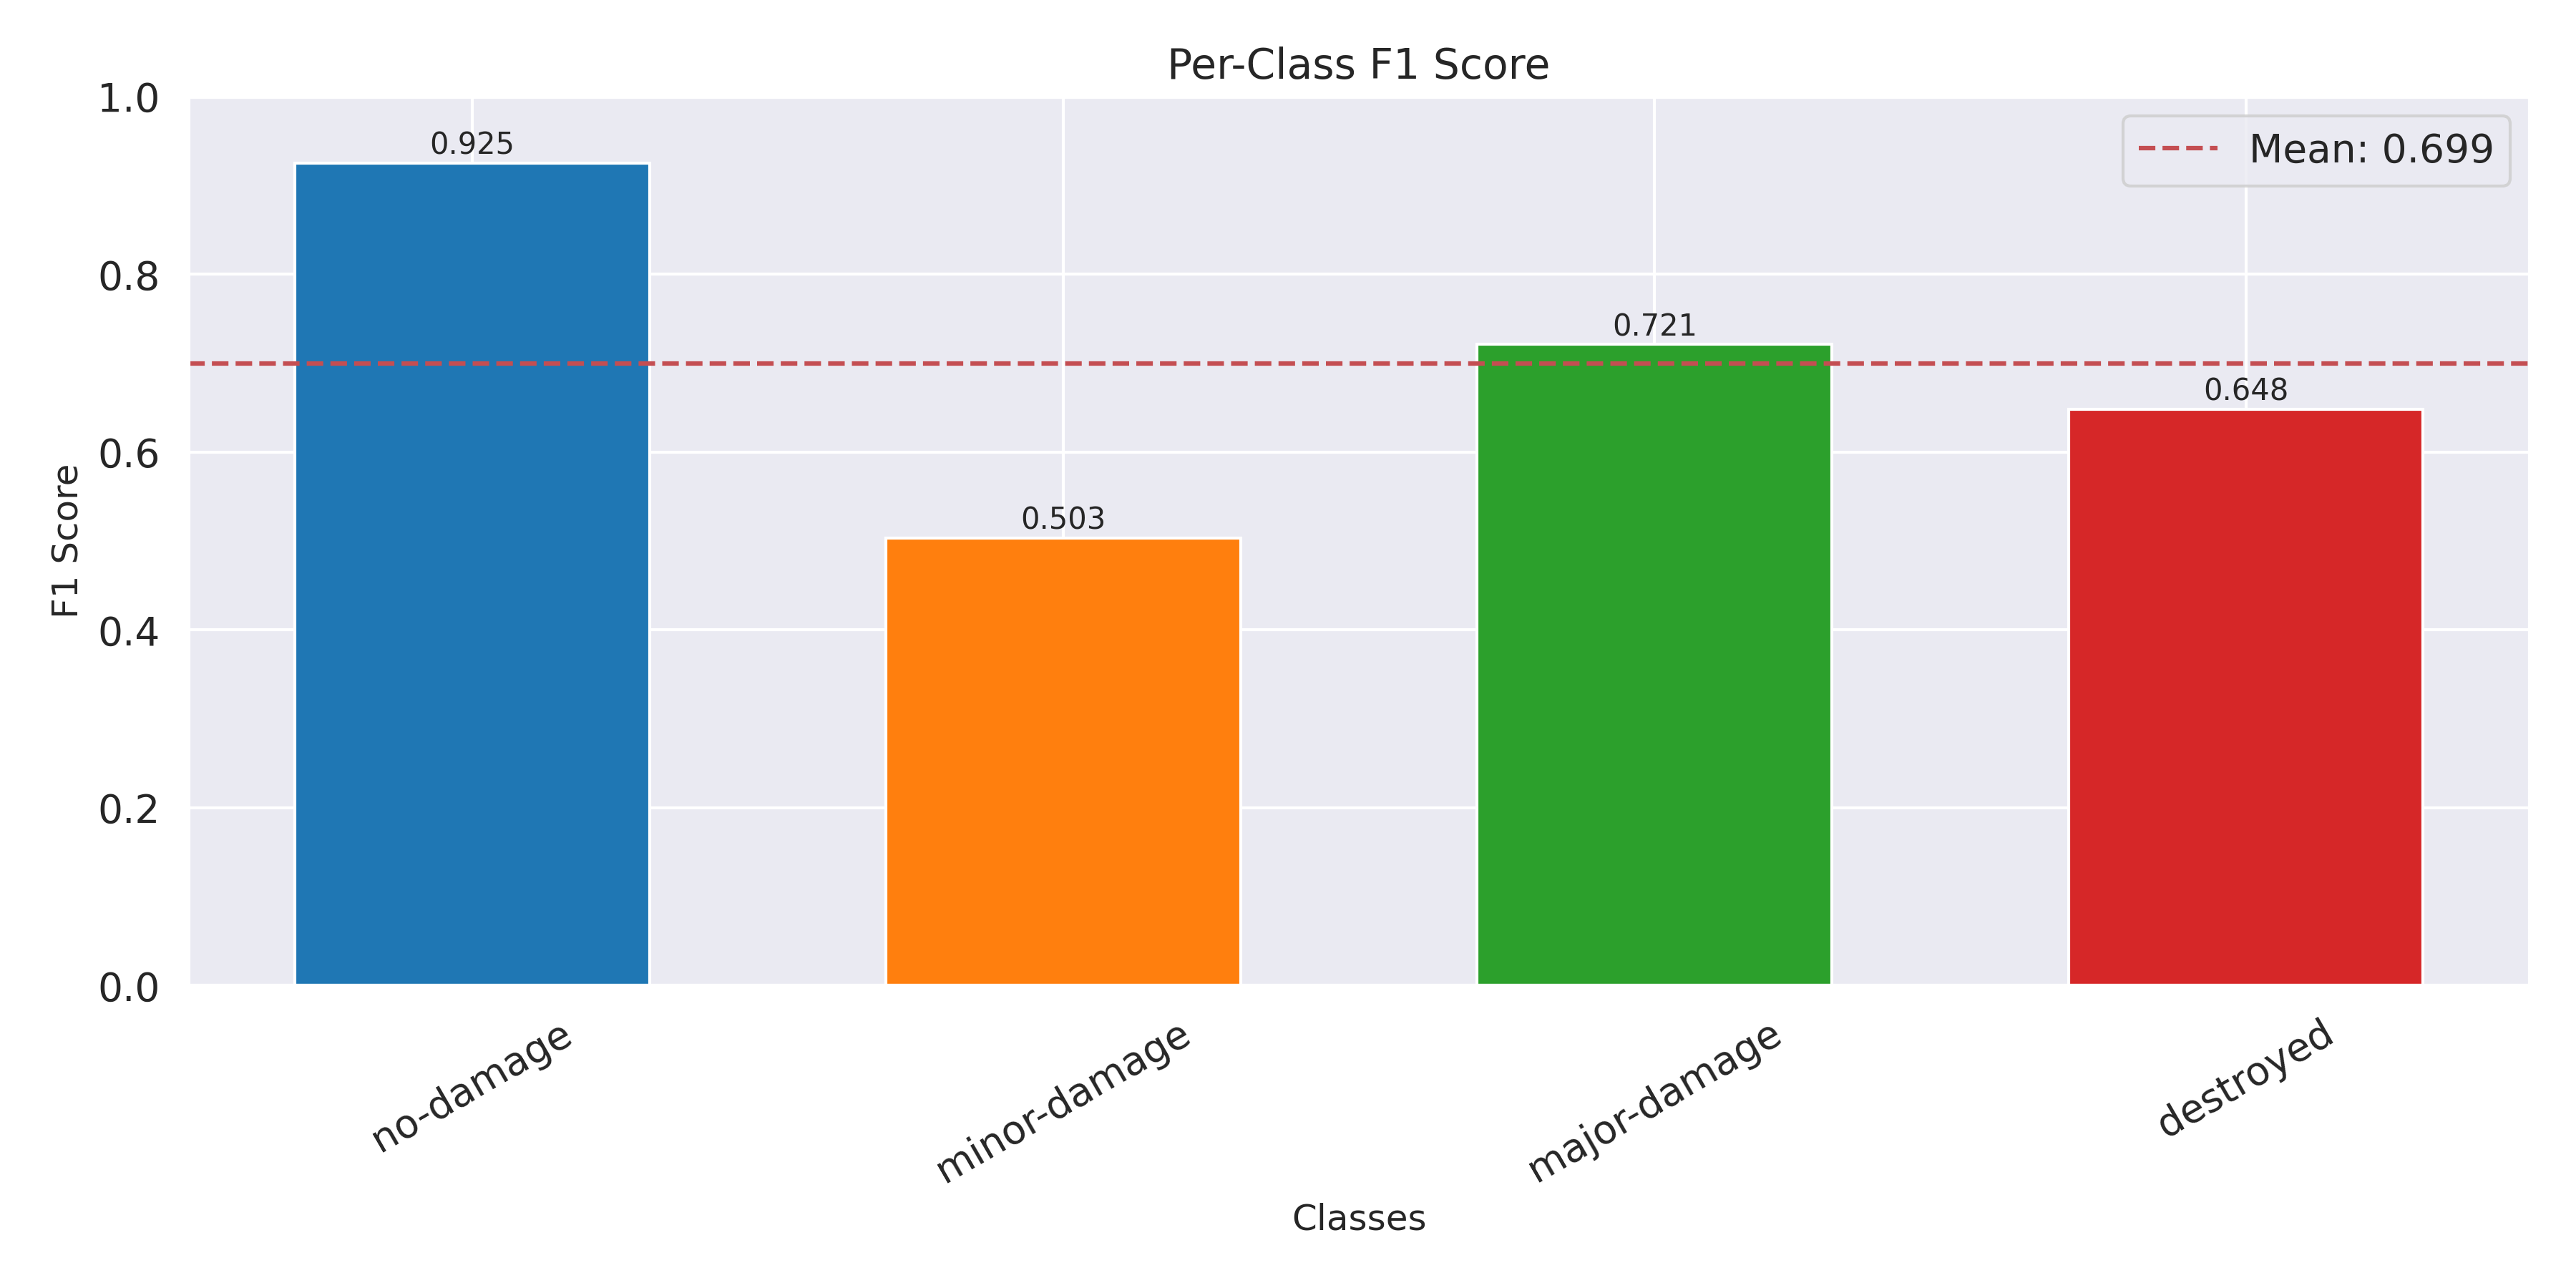 Per-Class F1 Score
1.0
0.8
0.6
0.4
0.2
0.0
F1 Score
0.925
0.503
0.721
0.648
Mean: 0.699
no-damage
minor-damage
major-damage
destroyed
Classes